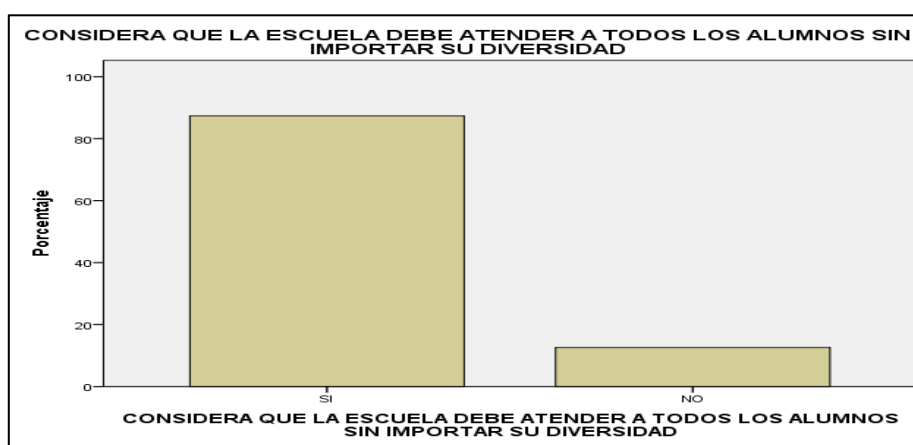 CONSIDERA QUE LA ESCUELA DEBE ATENDER A TODOS LOS ALUMNOS SIN
IMPORTAR SU DIVERSIDAD
100
80
60
40
20
0
Porcentaje
SI
NO
CONSIDERA QUE LA ESCUELA DEBE ATENDER A TODOS LOS ALUMNOS
SIN IMPORTAR SU DIVERSIDAD